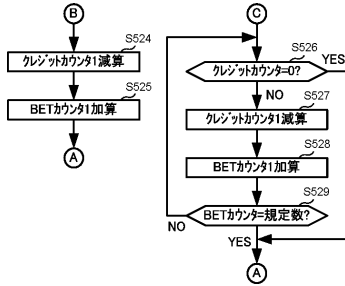 B
S524
クレジットカウンタ1減算
S525
BETカウンタ1加算
A
C
S526
クレジットカウンタ=0?
YES
NO
S527
クレジットカウンタ1減算
S528
BETカウンタ1加算
S529
BETカウンタ=規定数?
NO
YES
A